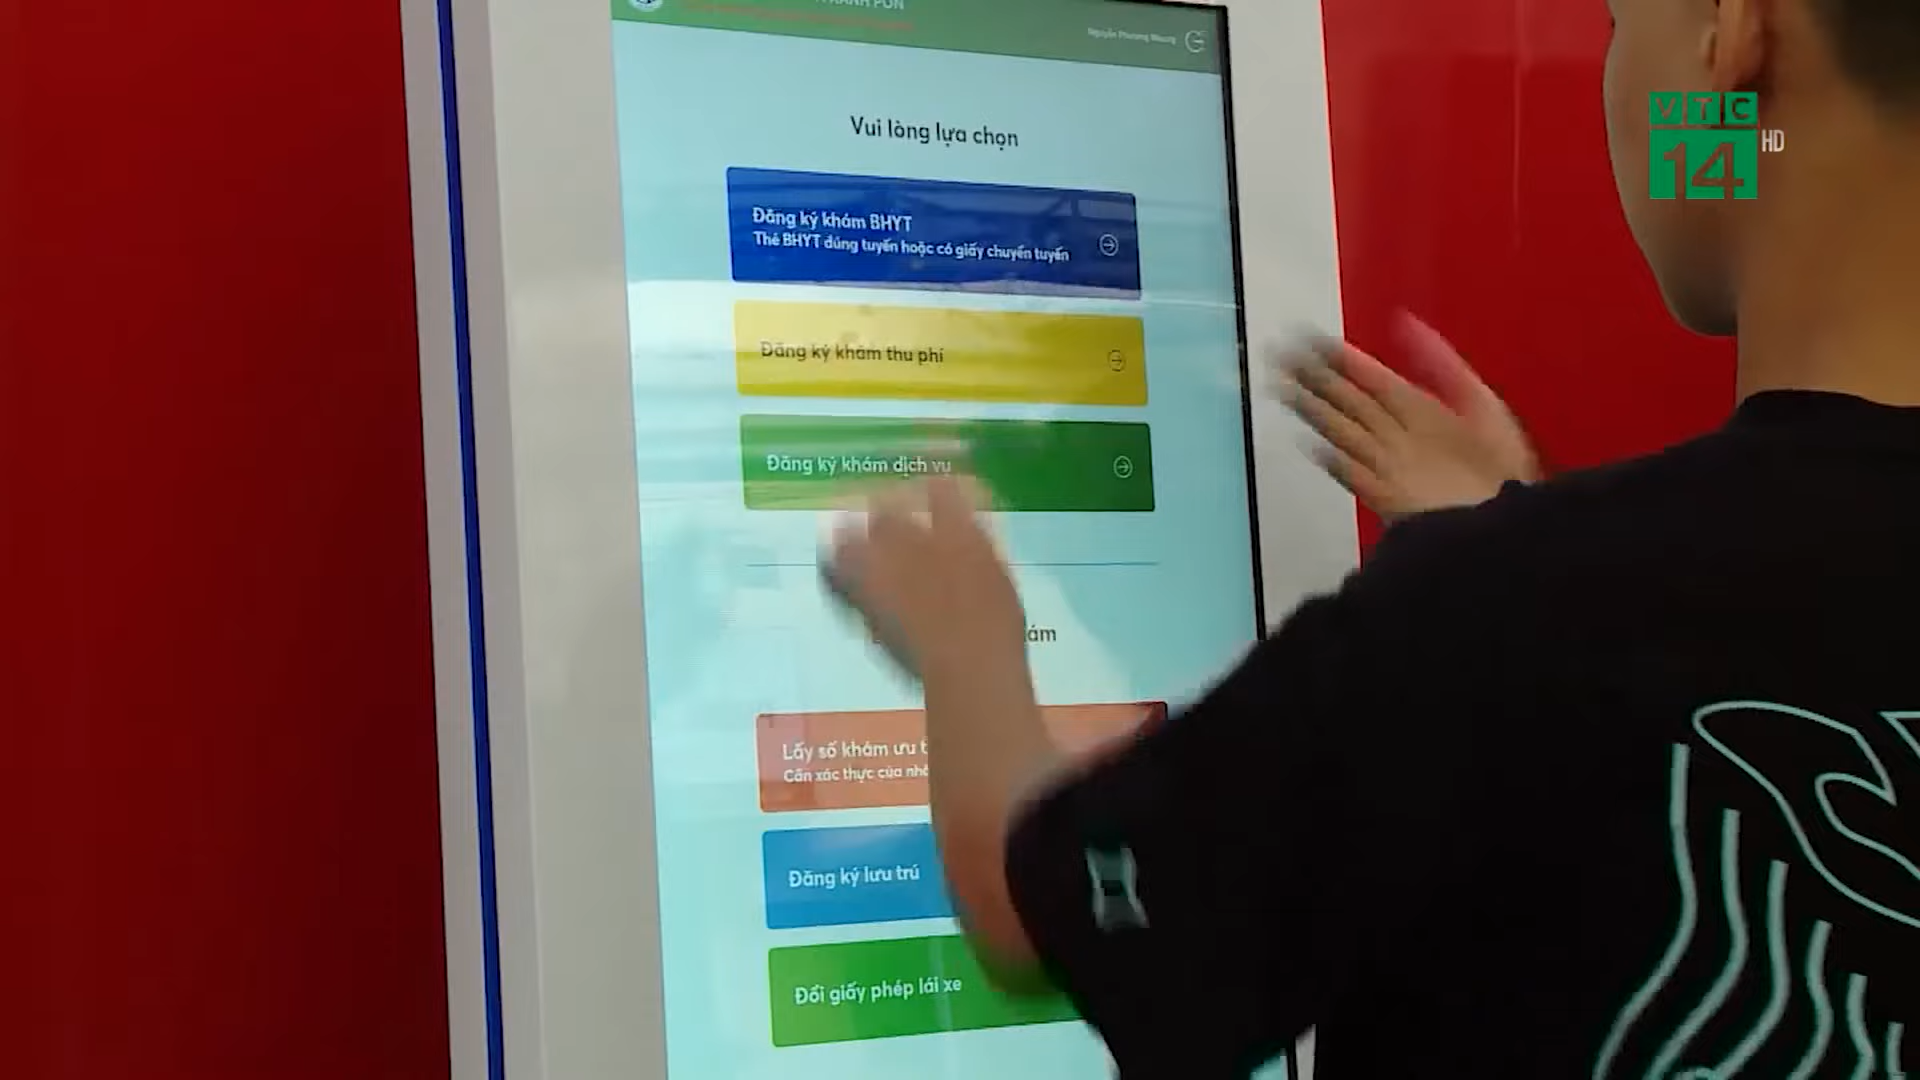 XANH PÔN
VTC
14 HD
Vui lòng lựa chọn
Đăng ký khám BHYT
Thẻ BHYT đúng tuyến hoặc có giấy chuyển tuyến
Đăng ký khám thu phí
Đăng ký khám dịch vụ
Lấy số khám ưu
Cần xác thực của
Đăng ký lưu trú
Đổi giấy phép lái xe